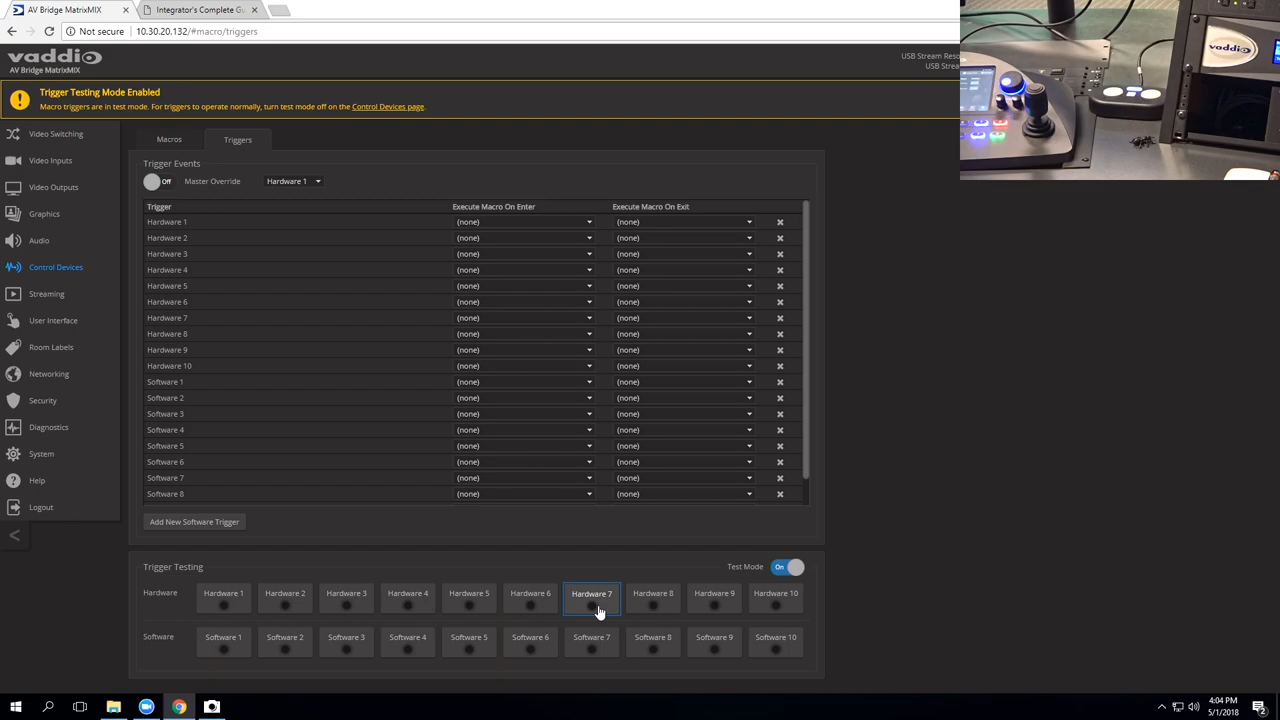 AV Bridge MatrixMIX
Integrator's Complete Gu
Not secure
10.30.20.132/#macro/triggers
vaddio
AV Bridge MatrixMIX
USB Stream Reso
USB Strea
Trigger Testing Mode Enabled
Macro triggers are in test mode. For triggers to operate normally, turn test mode off on the Control Devices page.
Video Switching
Video Inputs
Video Outputs
Graphics
Audio
Control Devices
Streaming
User Interface
Room Labels
Networking
Security
Diagnostics
System
Help
Logout
Macros Triggers
Trigger Events
Off Master Override Hardware 1
Trigger Execute Macro On Enter Execute Macro On Exit
Hardware 1 (none) (none)
Hardware 2 (none) (none)
Hardware 3 (none) (none)
Hardware 4 (none) (none)
Hardware 5 (none) (none)
Hardware 6 (none) (none)
Hardware 7 (none) (none)
Hardware 8 (none) (none)
Hardware 9 (none) (none)
Hardware 10 (none) (none)
Software 1 (none) (none)
Software 2 (none) (none)
Software 3 (none) (none)
Software 4 (none) (none)
Software 5 (none) (none)
Software 6 (none) (none)
Software 7 (none) (none)
Software 8 (none) (none)
Add New Software Trigger
Trigger Testing Test Mode On
Hardware Hardware 1 Hardware 2 Hardware 3 Hardware 4 Hardware 5 Hardware 6 Hardware 7 Hardware 8 Hardware 9 Hardware 10
Software Software 1 Software 2 Software 3 Software 4 Software 5 Software 6 Software 7 Software 8 Software 9 Software 10
vaddio
4:04 PM
5/1/2018
2